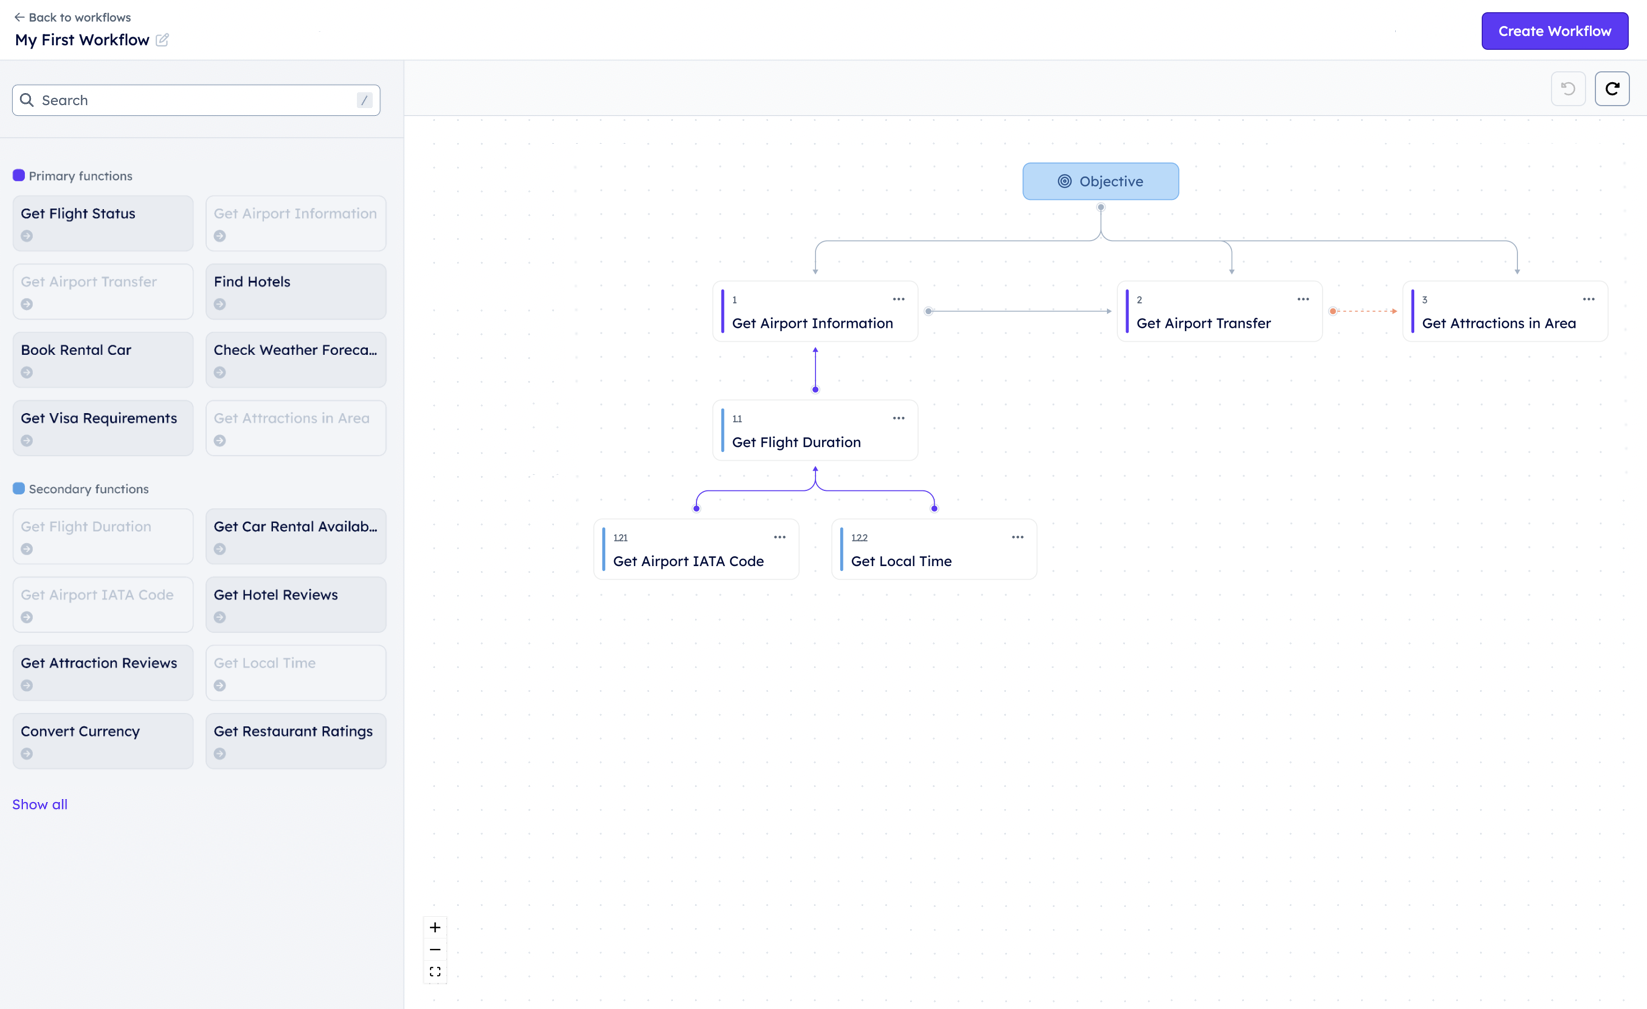 Back to workflows
My First Workflow
Create Workflow
Search /
Primary functions
Get Flight Status
Get Airport Information
Get Airport Transfer
Find Hotels
Book Rental Car
Check Weather Foreca...
Get Visa Requirements
Get Attractions in Area
Secondary functions
Get Flight Duration
Get Car Rental Availab...
Get Airport IATA Code
Get Hotel Reviews
Get Attraction Reviews
Get Local Time
Convert Currency
Get Restaurant Ratings
Show all
Objective
1
Get Airport Information
2
Get Airport Transfer
3
Get Attractions in Area
1.1
Get Flight Duration
1.2.1
Get Airport IATA Code
1.2.2
Get Local Time